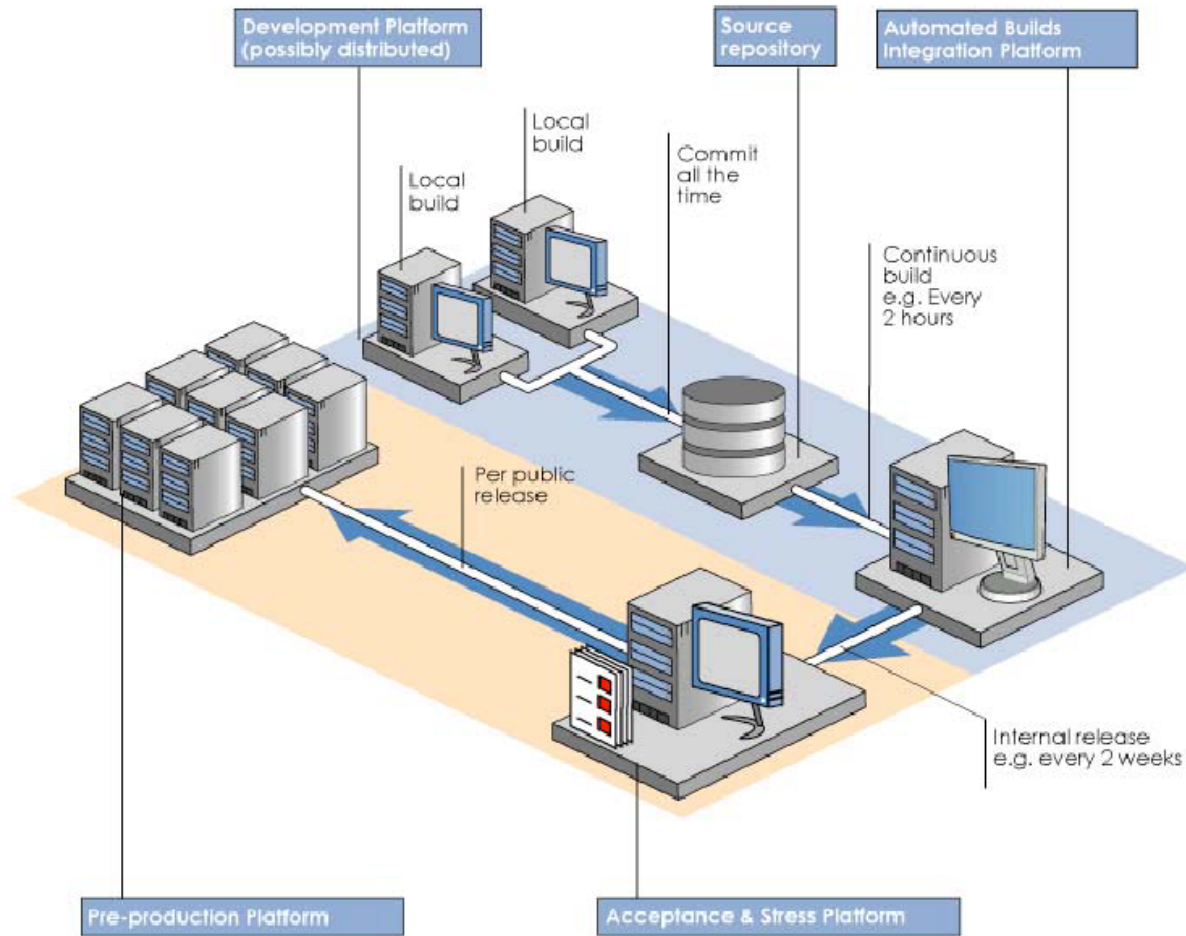 Development Platform
(possibly distributed)
Source
repository
Automated Builds
Integration Platform
Local
build
Local
build
Commit
all the
time
Continuous
build
e.g. Every
2 hours
Per public
release
Internal release
e.g. every 2 weeks
Pre-production Platform
Acceptance & Stress Platform